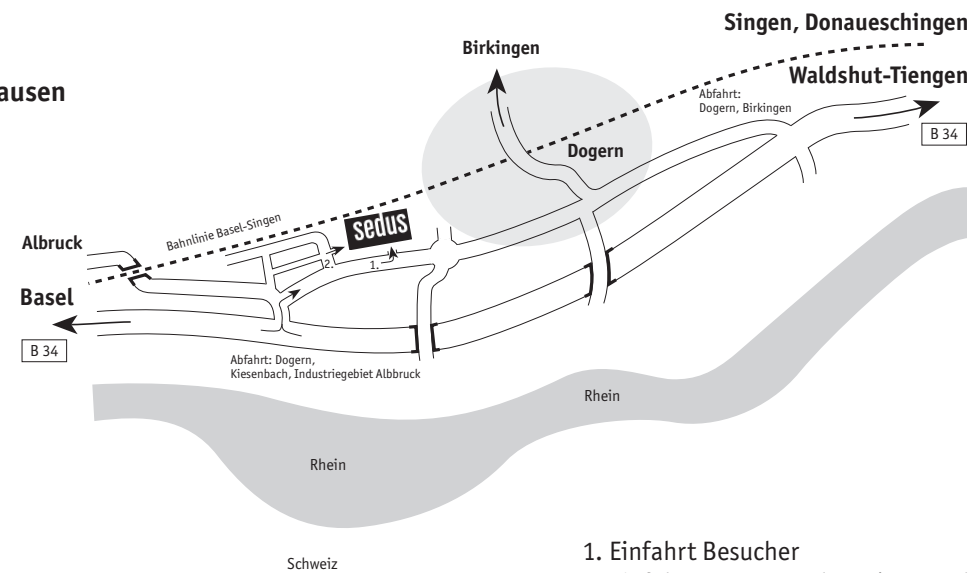 Singen, Donaueschingen
Birkingen
Waldshut-Tiengen
ausen
Abfahrt:
Dogern, Birkingen
B 34
Dogern
sedus
Bahnlinie Basel-Singen
Albruck
2.
1.
Basel
B 34
Abfahrt: Dogern,
Kiesenbach, Industriegebiet Albbruck
Rhein
Rhein
Schweiz
1. Einfahrt Besucher